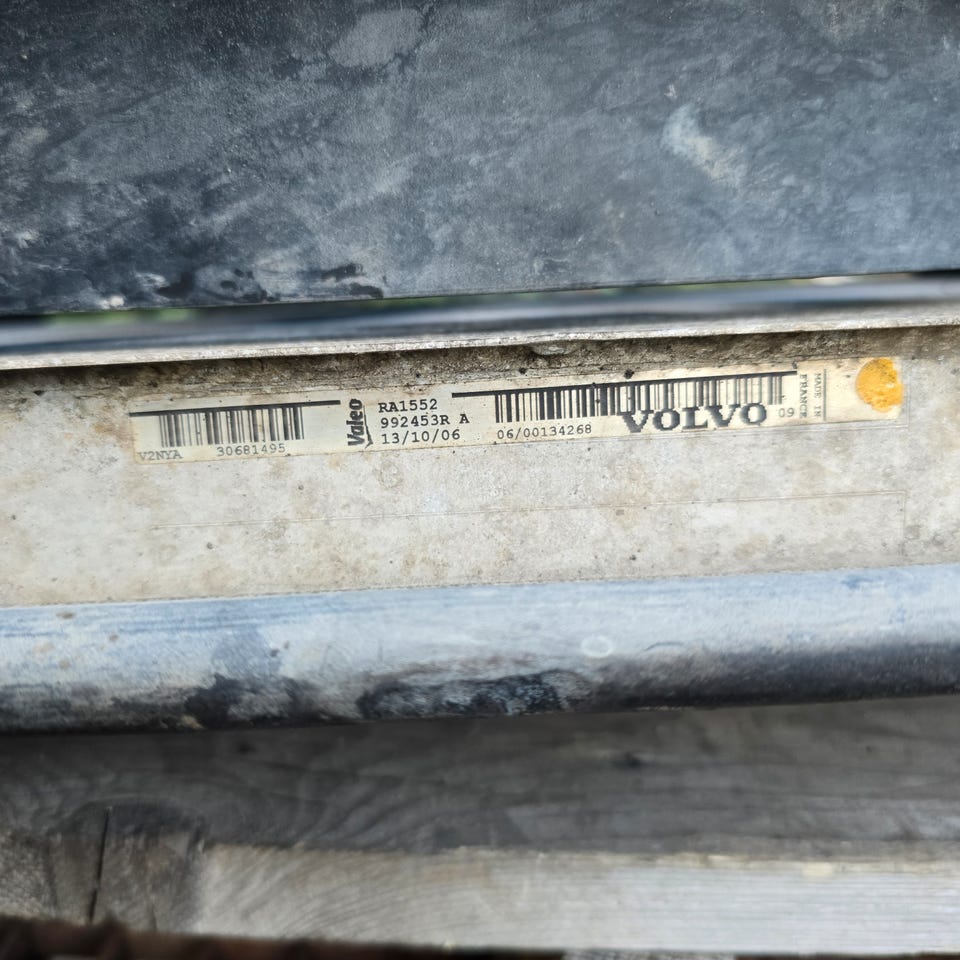 V2NYA 30681495
Valeo
RA1552
992453R A
13/10/06
06/00134268
VOLVO
09
MADE IN
FRANCE